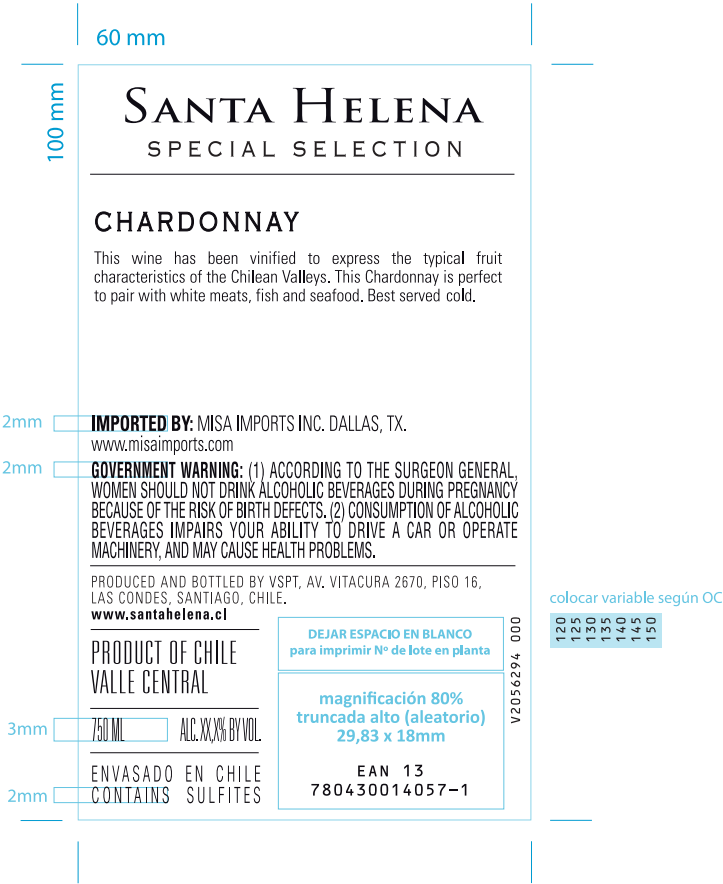 60 mm
100 mm
SANTA HELENA
SPECIAL SELECTION
CHARDONNAY
This wine has been vinified to express the typical fruit
characteristics of the Chilean Valleys. This Chardonnay is perfect
to pair with white meats, fish and seafood. Best served cold.
2mm
IMPORTED BY: MISA IMPORTS INC. DALLAS, TX.
www.misaimports.com
2mm
GOVERNMENT WARNING: (1) ACCORDING TO THE SURGEON GENERAL,
WOMEN SHOULD NOT DRINK ALCOHOLIC BEVERAGES DURING PREGNANCY
BECAUSE OF THE RISK OF BIRTH DEFECTS. (2) CONSUMPTION OF ALCOHOLIC
BEVERAGES IMPAIRS YOUR ABILITY TO DRIVE A CAR OR OPERATE
MACHINERY, AND MAY CAUSE HEALTH PROBLEMS.
PRODUCED AND BOTTLED BY VSPT, AV. VITACURA 2670, PISO 16,
LAS CONDES, SANTIAGO, CHILE.
www.santahelena.cl
PRODUCT OF CHILE
VALLE CENTRAL
3mm
750 ML ALC. XX,X% BY VOL.
ENVASADO EN CHILE
2mm
CONTAINS SULFITES
DEJAR ESPACIO EN BLANCO
para imprimir Nº de lote en planta
magnificación 80%
truncada alto (aleatorio)
29,83 x 18mm
EAN 13
780430014057-1
V2056294 000
colocar variable según OC
120
125
130
135
140
145
150